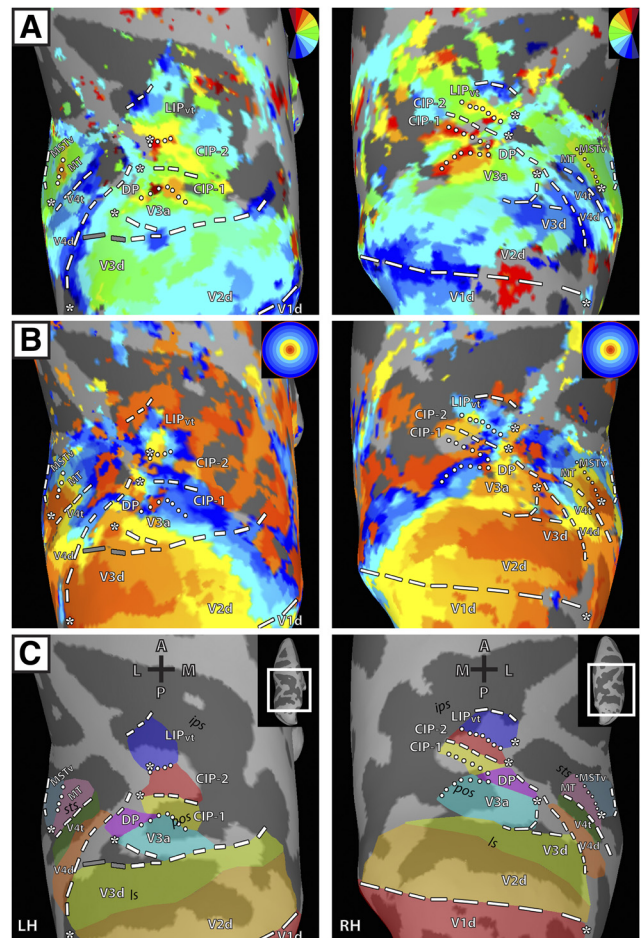 A
LIPvt
CIP-2
MSTv
MT
DP
CIP-1
V4t
V3a
V4d
V3d
V2d
V1d
LIPvt
CIP-2
CIP-1
MSTv
DP
MT
V3a
V4t
V3d
V4d
V2d
V1d
B
LIPvt
CIP-2
MSTv
MT
DP
CIP-1
V4t
V3a
V4d
V3d
V2d
V1d
LIPvt
CIP-2
CIP-1
MSTv
DP
MT
V3a
V4t
V3d
V4d
V2d
V1d
C
A
L M
P
ips
LIPvt
CIP-2
MSTv
MT
sts
pos
DP
CIP-1
V4t
V3a
V4d
V3d
ls
V2d
V1d
LH
A
M L
P
ips
LIPvt
CIP-2
CIP-1
sts
MSTv
DP
MT
pos
V3a
V4t
ls
V3d
V4d
V2d
V1d
RH